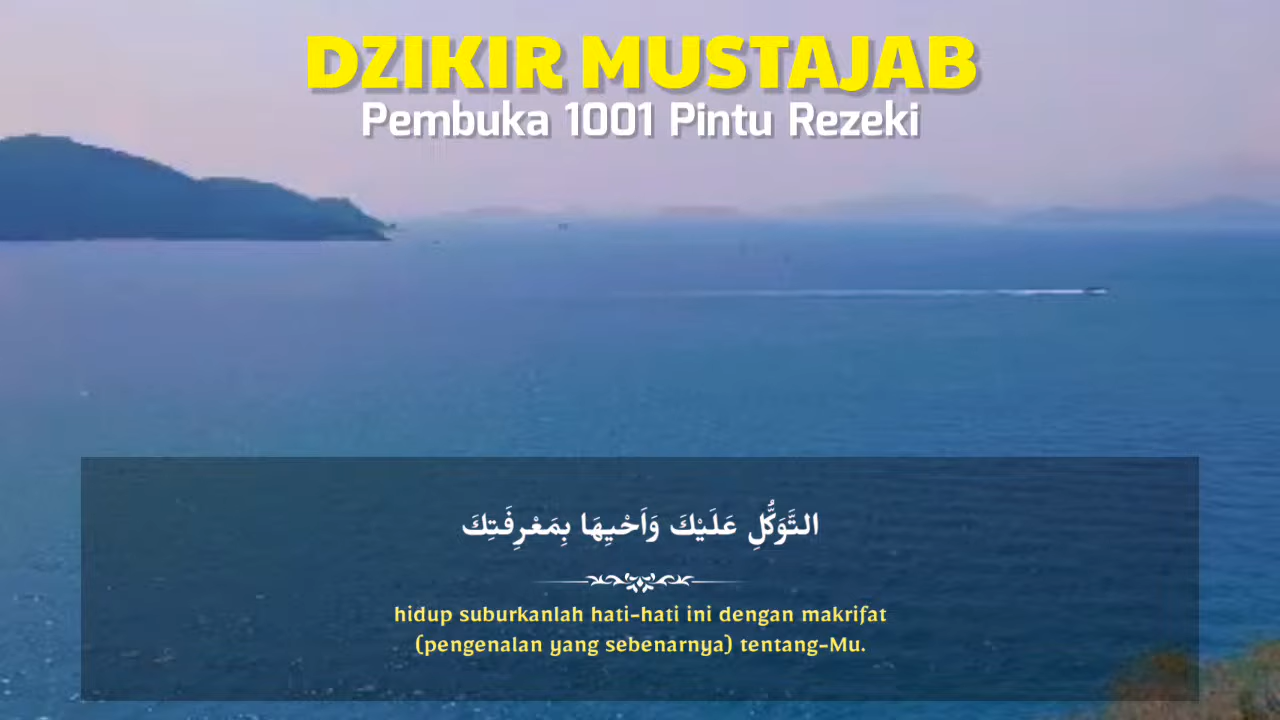 DZIKIR MUSTAJAB
Pembuka 1001 Pintu Rezeki
التَّوَكُّلِ عَلَيْكَ وَاَحْيِهَا بِمَعْرِفَتِكَ
hidup suburkanlah hati-hati ini dengan makrifat
(pengenalan yang sebenarnya) tentang-Mu.